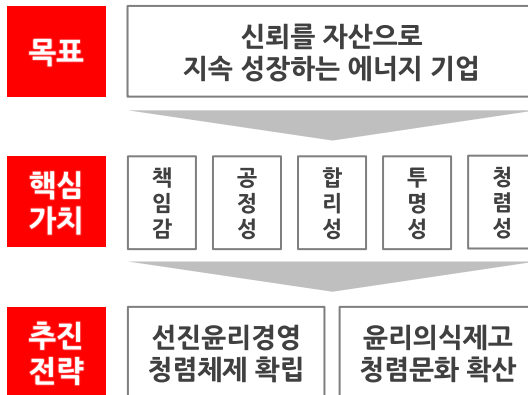 목표
신뢰를 자산으로
지속 성장하는 에너지 기업
핵심
가치
책임감
공정성
합리성
투명성
청렴성
추진
전략
선진윤리경영
청렴체제 확립
윤리의식제고
청렴문화 확산